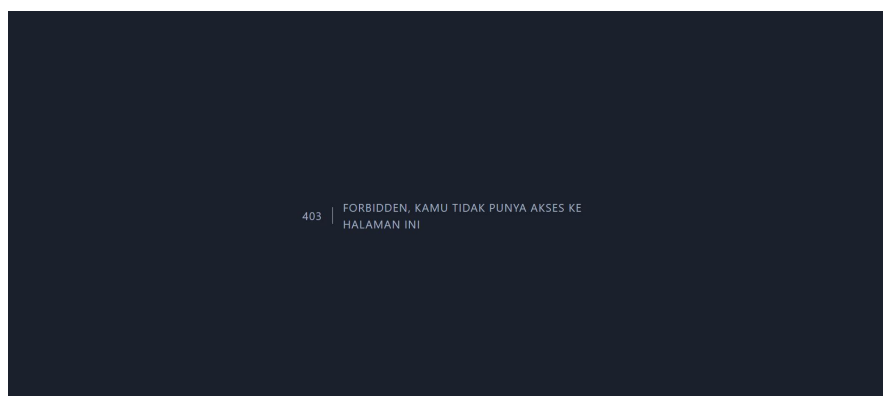 403
FORBIDDEN, KAMU TIDAK PUNYA AKSES KE
HALAMAN INI